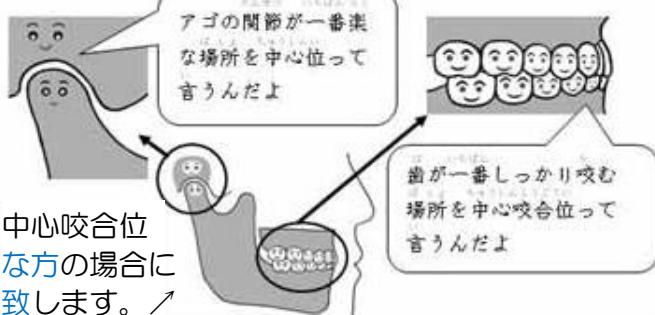 アゴの関節が一番楽
な場所を中心位って
言うんだよ
歯が一番しっかり咬む
場所を中心咬合位って
言うんだよ
中心咬合位
な方の場合に
致します。↗